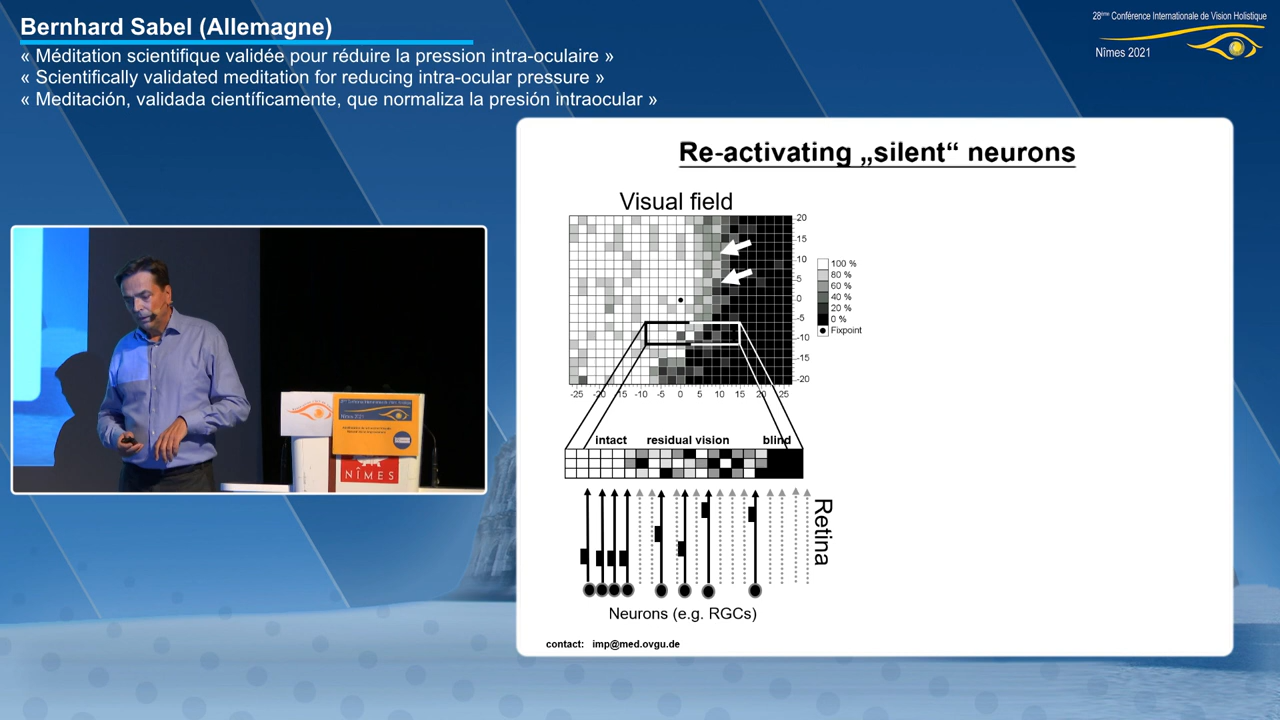 Bernhard Sabel (Allemagne)
« Méditation scientifique validée pour réduire la pression intra-oculaire »
« Scientifically validated meditation for reducing intra-ocular pressure »
« Meditación, validada científicamente, que normaliza la presión intraocular »
28ème Conférence Internationale de Vision Holistique
Nîmes 2021
Re-activating „silent“ neurons
Visual field
20
15
10
5
0
-5
-10
-15
-20
-25 -20 -15 -10 -5 0 5 10 15 20 25
100 %
80 %
60 %
40 %
20 %
0 %
Fixpoint
intact residual vision blind
Retina
Neurons (e.g. RGCs)
contact: imp@med.ovgu.de
Nîmes 2021
NÎMES